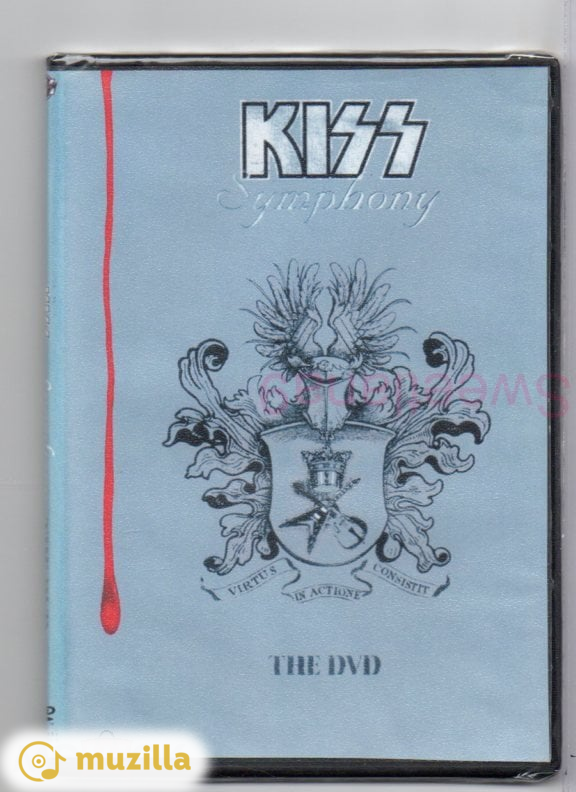 KISS
Symphony
VIRTUS
IN ACTIONE
CONSISTIT
THE DVD
muzilla